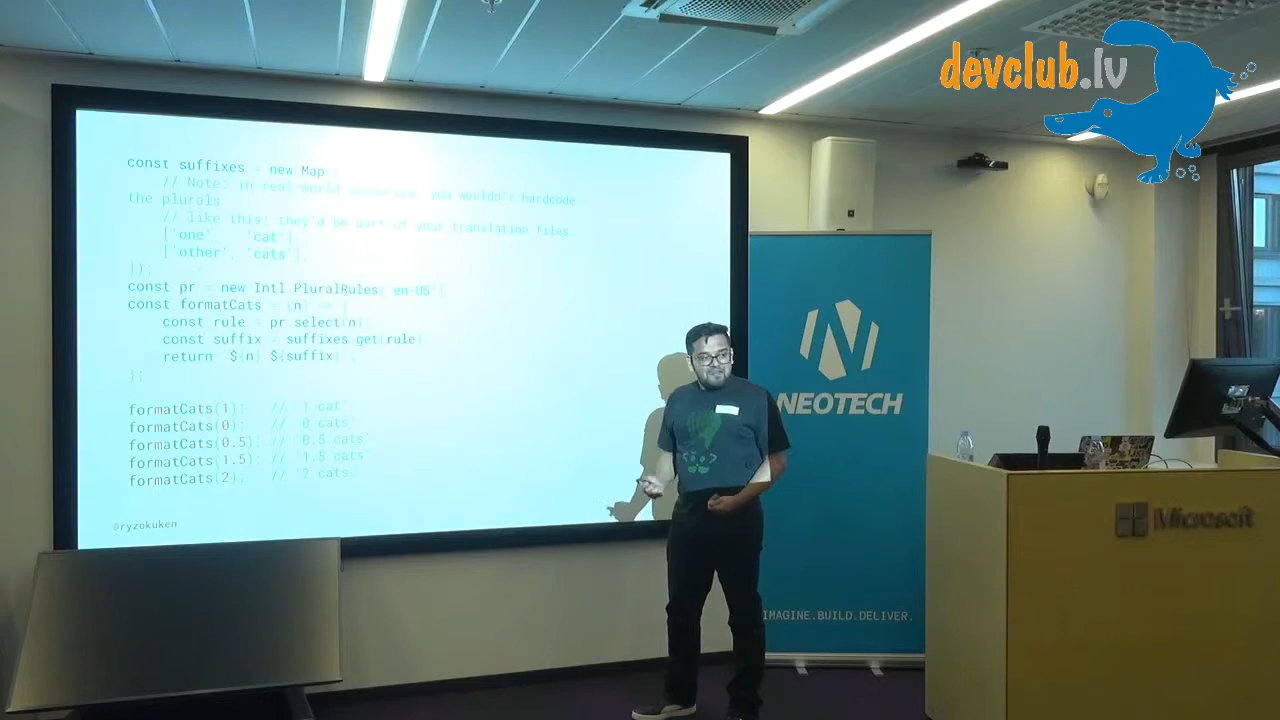 devclub.lv
const suffixes = new Map(
// Note: in real-world scenarios, you wouldn't hardcode
the plurals
// like this; they'd be part of your translation files.
['one', 'cat'],
['other', 'cats'],
]);
const pr = new Intl.PluralRules('en-US');
const formatCats = (n) => {
const rule = pr.select(n)
const suffix = suffixes.get(rule)
return `${n} ${suffix}`;
};
formatCats(1); // '1 cat'
formatCats(0); // '0 cats'
formatCats(0.5); // '0.5 cats'
formatCats(1.5); // '1.5 cats'
formatCats(2); // '2 cats'
@ryzokuken
NEOTECH
IMAGINE.BUILD.DELIVER.
Microsoft